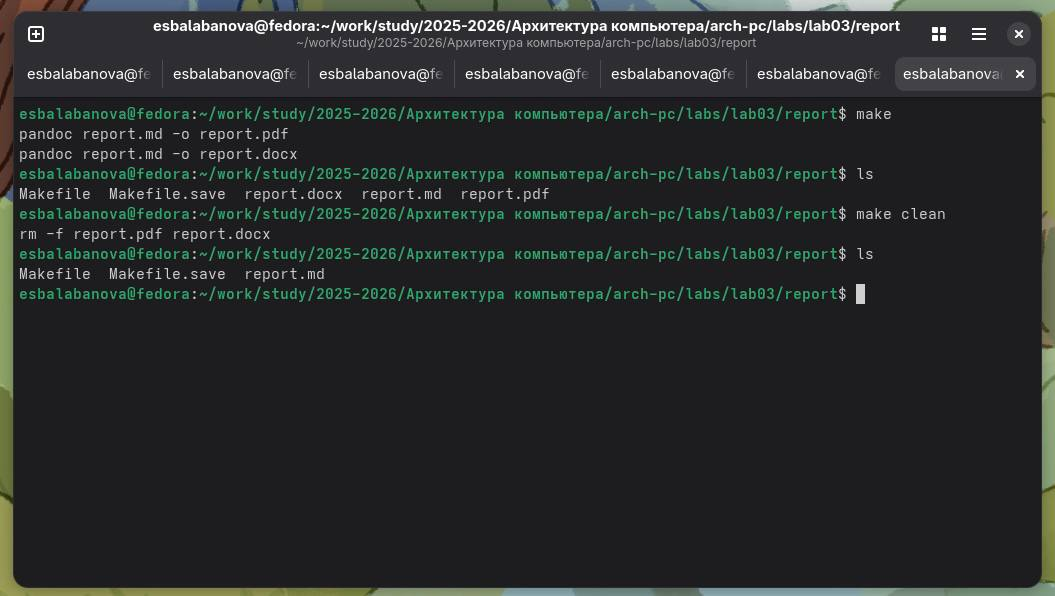 esbalabanova@fedora:~/work/study/2025-2026/Архитектура компьютера/arch-pc/labs/lab03/report
~/work/study/2025-2026/Архитектура компьютера/arch-pc/labs/lab03/report
esbalabanova@fe esbalabanova@fe esbalabanova@fe esbalabanova@fe esbalabanova@fe esbalabanova@fe esbalabanova@
esbalabanova@fedora:~/work/study/2025-2026/Архитектура компьютера/arch-pc/labs/lab03/report$ make
pandoc report.md -o report.pdf
pandoc report.md -o report.docx
esbalabanova@fedora:~/work/study/2025-2026/Архитектура компьютера/arch-pc/labs/lab03/report$ ls
Makefile  Makefile.save  report.docx  report.md  report.pdf
esbalabanova@fedora:~/work/study/2025-2026/Архитектура компьютера/arch-pc/labs/lab03/report$ make clean
rm -f report.pdf report.docx
esbalabanova@fedora:~/work/study/2025-2026/Архитектура компьютера/arch-pc/labs/lab03/report$ ls
Makefile  Makefile.save  report.md
esbalabanova@fedora:~/work/study/2025-2026/Архитектура компьютера/arch-pc/labs/lab03/report$